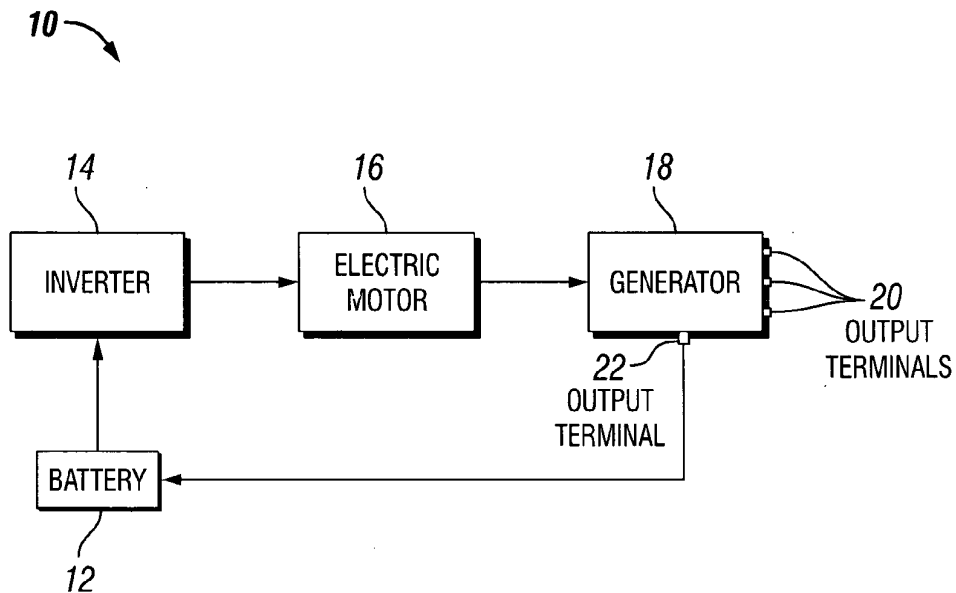 10
14
16
18
INVERTER
ELECTRIC
MOTOR
GENERATOR
20
OUTPUT
TERMINALS
22
OUTPUT
TERMINAL
BATTERY
12